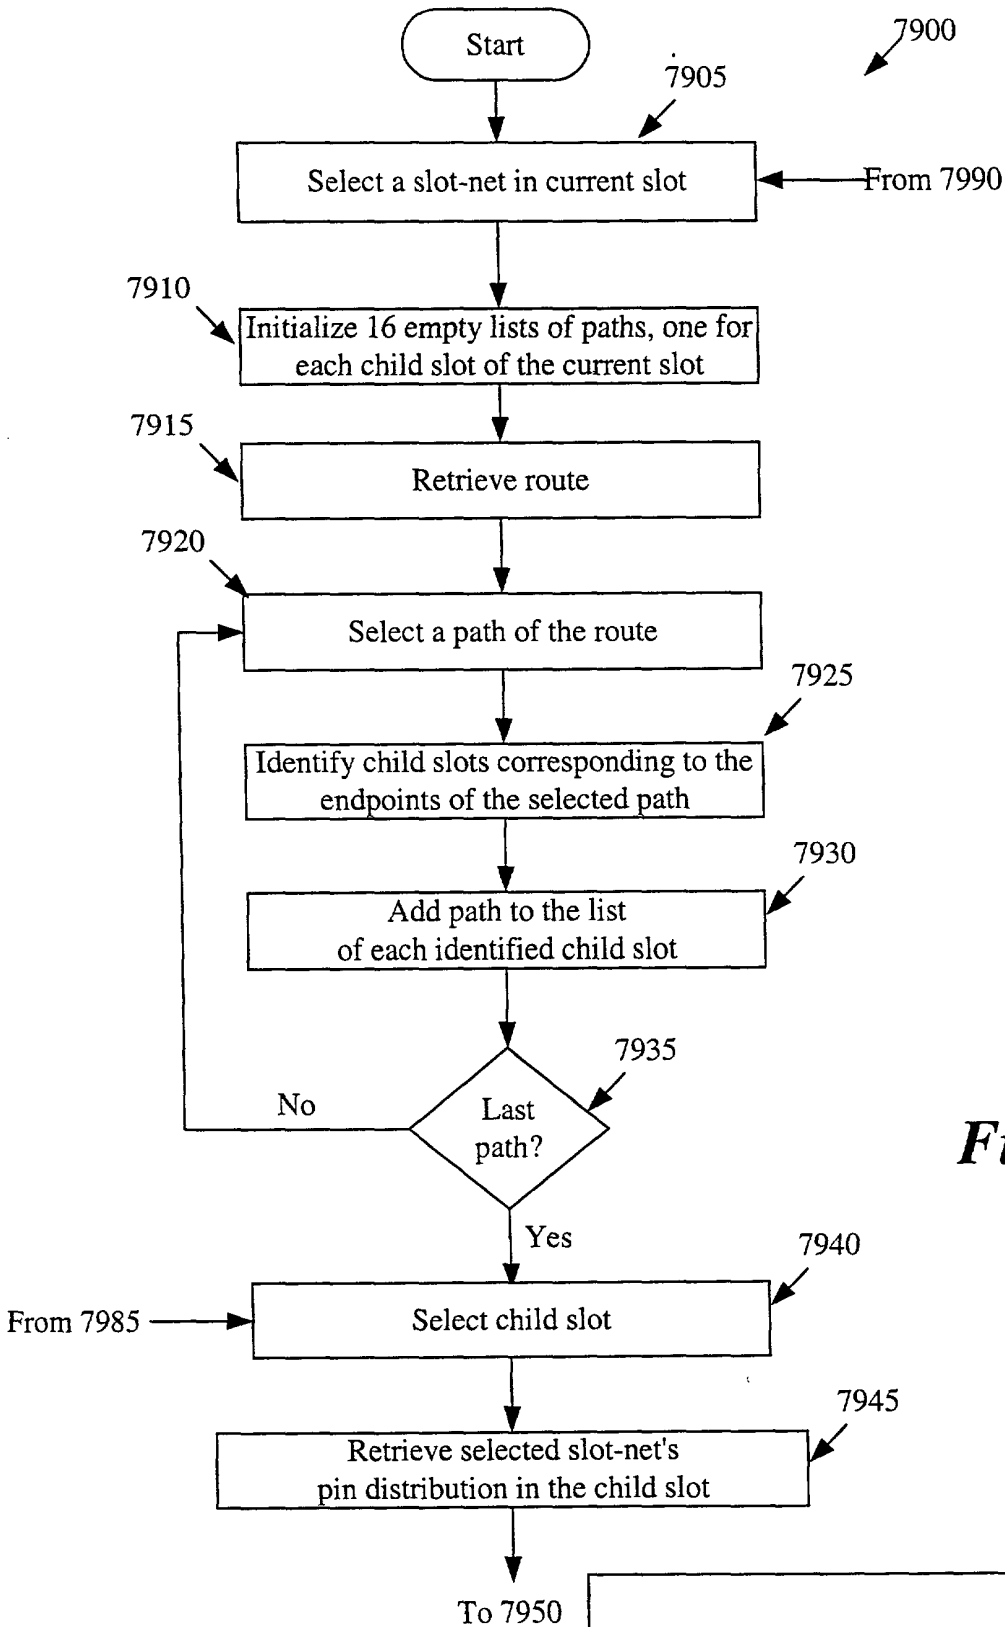 Start
7900
7905
Select a slot-net in current slot
From 7990
7910
Initialize 16 empty lists of paths, one for
each child slot of the current slot
7915
Retrieve route
7920
Select a path of the route
7925
Identify child slots corresponding to the
endpoints of the selected path
7930
Add path to the list
of each identified child slot
7935
Last
path?
No
Yes
7940
From 7985
Select child slot
7945
Retrieve selected slot-net's
pin distribution in the child slot
To 7950